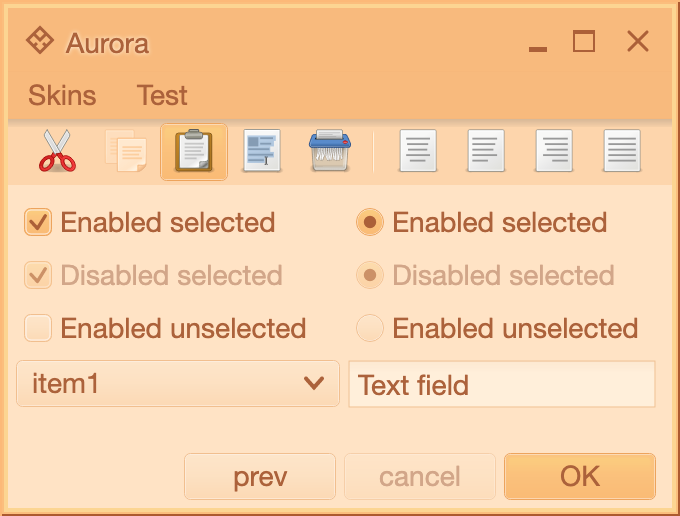 Aurora
Skins Test
Enabled selected Enabled selected
Disabled selected Disabled selected
Enabled unselected Enabled unselected
item1 Text field
prev cancel OK